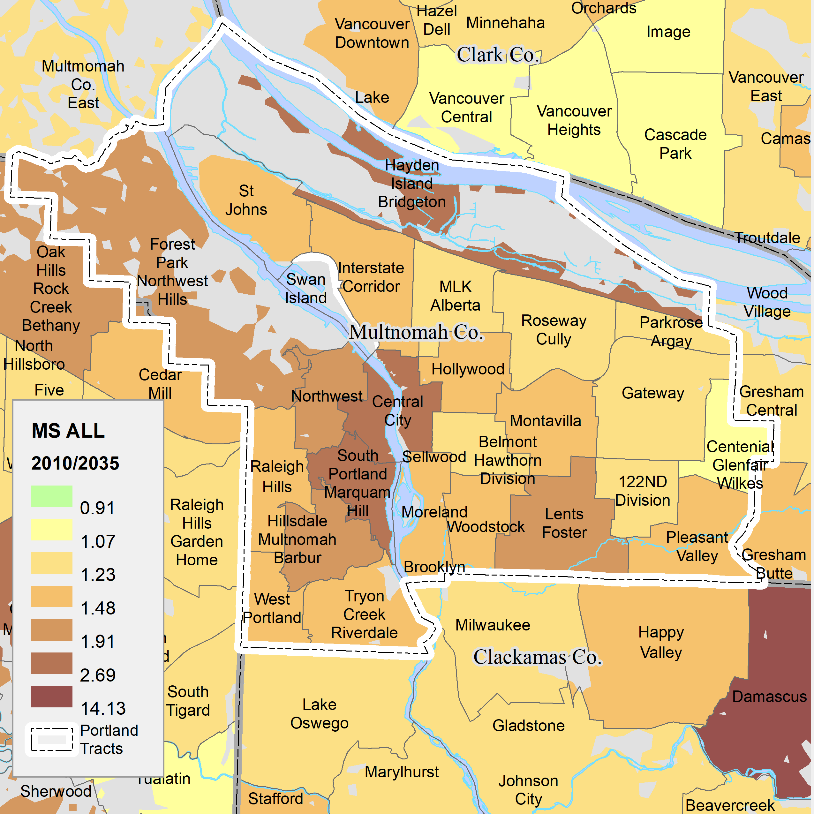 Hazel
Dell
Orchards
Minnehaha
Vancouver
Downtown
Image
Clark Co.
Multnomah
Co.
East
Vancouver
East
Lake
Vancouver
Central
Vancouver
Heights
Cascade
Park
Camas
Hayden
Island
Bridgeton
St
Johns
Troutdale
Oak
Hills
Rock
Creek
Bethany
Forest
Park
Northwest
Hills
Swan
Island
Interstate
Corridor
MLK
Alberta
Wood
Village
Multnomah Co.
Roseway
Cully
Parkrose
Argay
North
Hillsboro
Five
Cedar
Mill
Hollywood
Northwest
Central
City
Gateway
Gresham
Central
Montavilla
Belmont
Hawthorn
Division
Sellwood
Centenial
Glenfair
Wilkes
South
Portland
Marquam
Hill
Raleigh
Hills
122ND
Division
Raleigh
Hills
Garden
Home
Hillsdale
Multnomah
Barbur
Moreland
Woodstock
Lents
Foster
Pleasant
Valley
Gresham
Butte
Brooklyn
West
Portland
Tryon
Creek
Riverdale
Milwaukee
Happy
Valley
Clackamas Co.
Damascus
South
Tigard
Lake
Oswego
Gladstone
Tualatin
Marylhurst
Johnson
City
Sherwood
Stafford
Beavercreek
MS ALL
2010/2035
0.91
1.07
1.23
1.48
1.91
2.69
14.13
Portland
Tracts